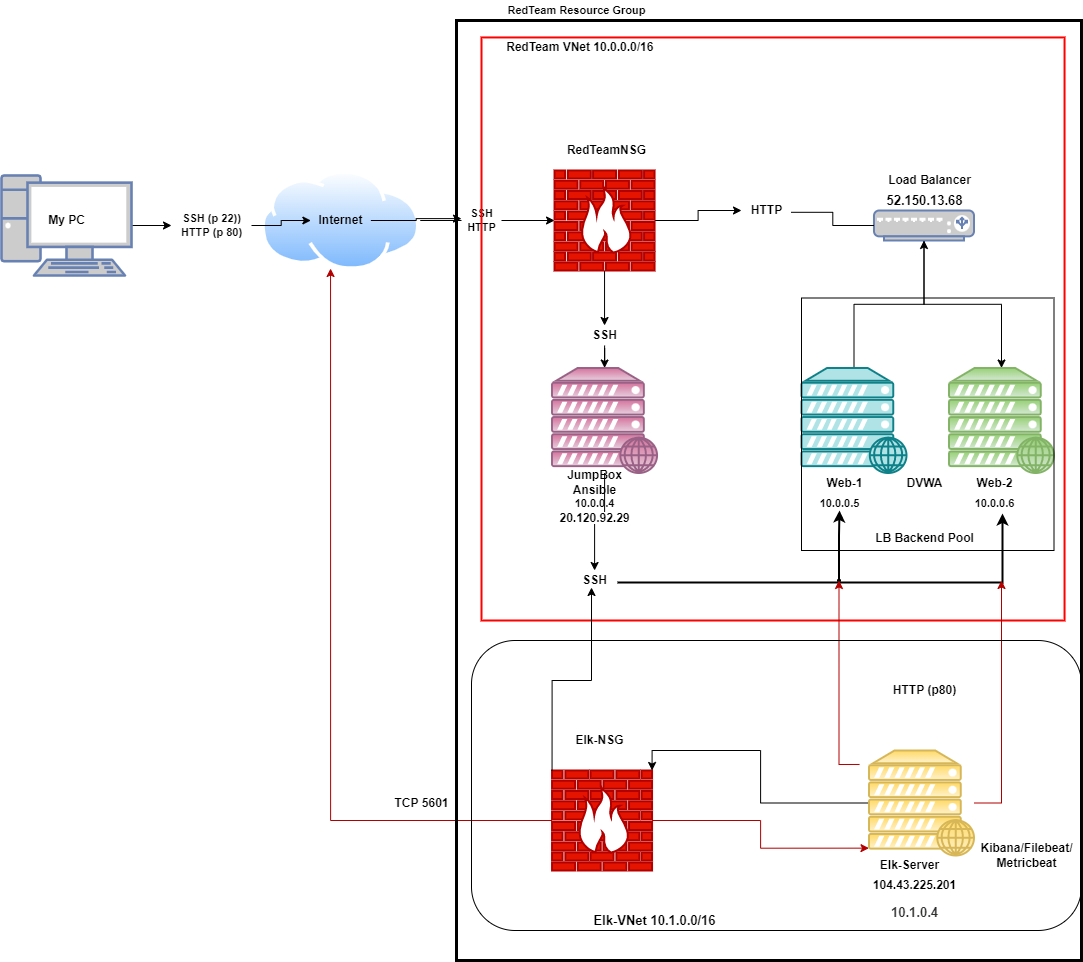 RedTeam Resource Group
RedTeam VNet 10.0.0.0/16
RedTeamNSG
Load Balancer
52.150.13.68
My PC
SSH (p 22))
HTTP (p 80)
Internet
SSH
HTTP
HTTP
SSH
JumpBox
Ansible
10.0.0.4
20.120.92.29
Web-1
10.0.0.5
DVWA
Web-2
10.0.0.6
LB Backend Pool
SSH
HTTP (p80)
Elk-NSG
TCP 5601
Kibana/Filebeat/
Metricbeat
Elk-Server
104.43.225.201
10.1.0.4
Elk-VNet 10.1.0.0/16